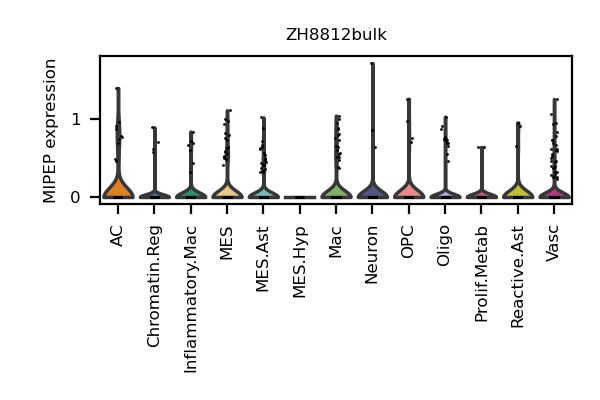 ZH8812bulk
MIPEP expression
1
0
AC
Chromatin.Reg
Inflammatory.Mac
MES
MES.Ast
MES.Hyp
Mac
Neuron
OPC
Oligo
Prolif.Metab
Reactive.Ast
Vasc